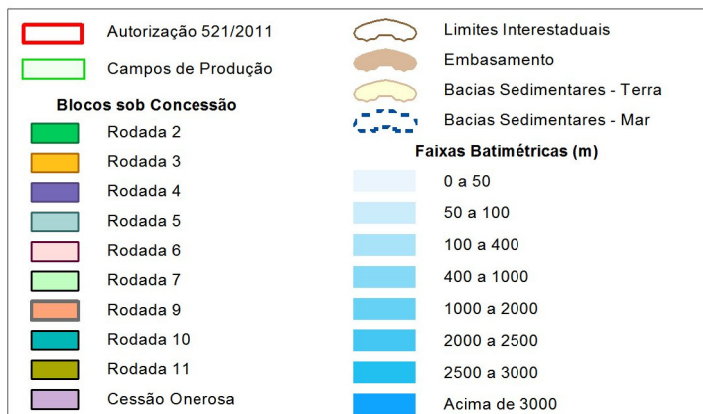 Autorização 521/2011
Campos de Produção
Blocos sob Concessão
Rodada 2
Rodada 3
Rodada 4
Rodada 5
Rodada 6
Rodada 7
Rodada 9
Rodada 10
Rodada 11
Cessão Onerosa
Limites Interestaduais
Embasamento
Bacias Sedimentares - Terra
Bacias Sedimentares - Mar
Faixas Batimétricas (m)
0 a 50
50 a 100
100 a 400
400 a 1000
1000 a 2000
2000 a 2500
2500 a 3000
Acima de 3000